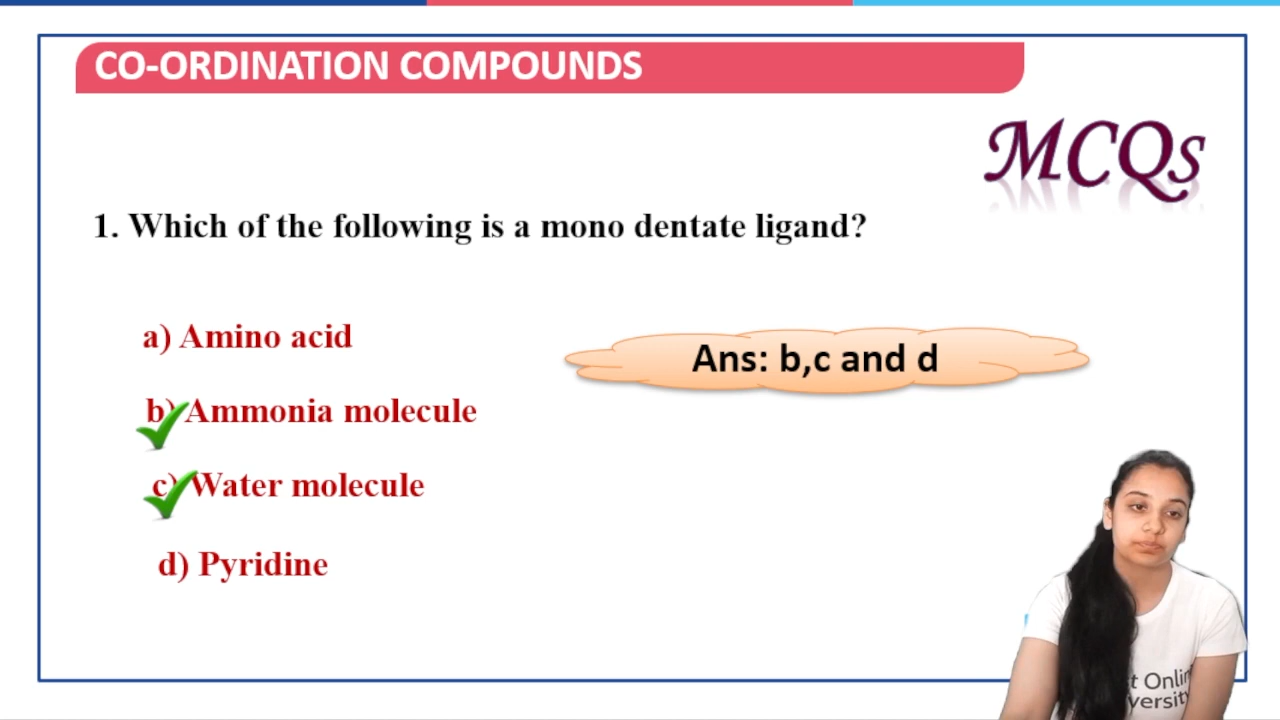 CO-ORDINATION COMPOUNDS
MCQs
1. Which of the following is a mono dentate ligand?
a) Amino acid
Ans: b,c and d
b) Ammonia molecule
c) Water molecule
d) Pyridine